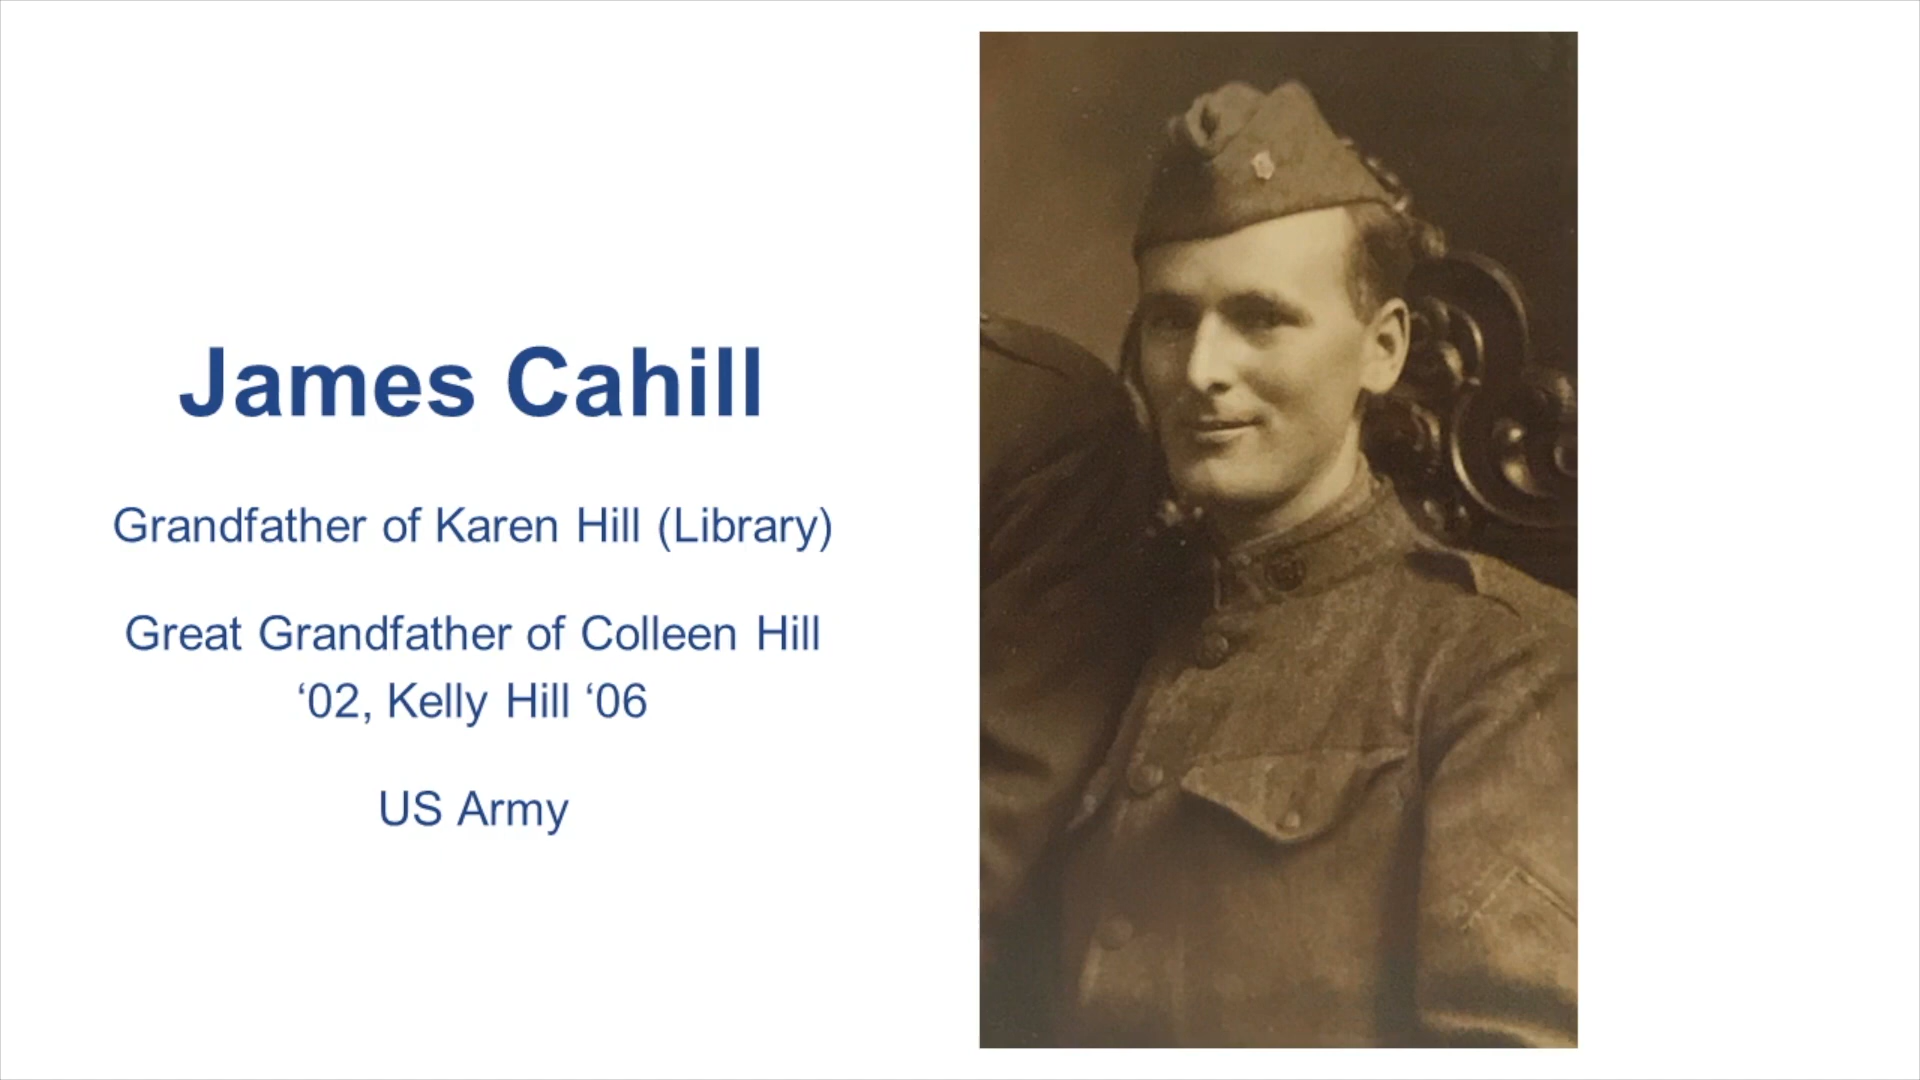 James Cahill
Grandfather of Karen Hill (Library)
Great Grandfather of Colleen Hill
‘02, Kelly Hill ‘06
US Army